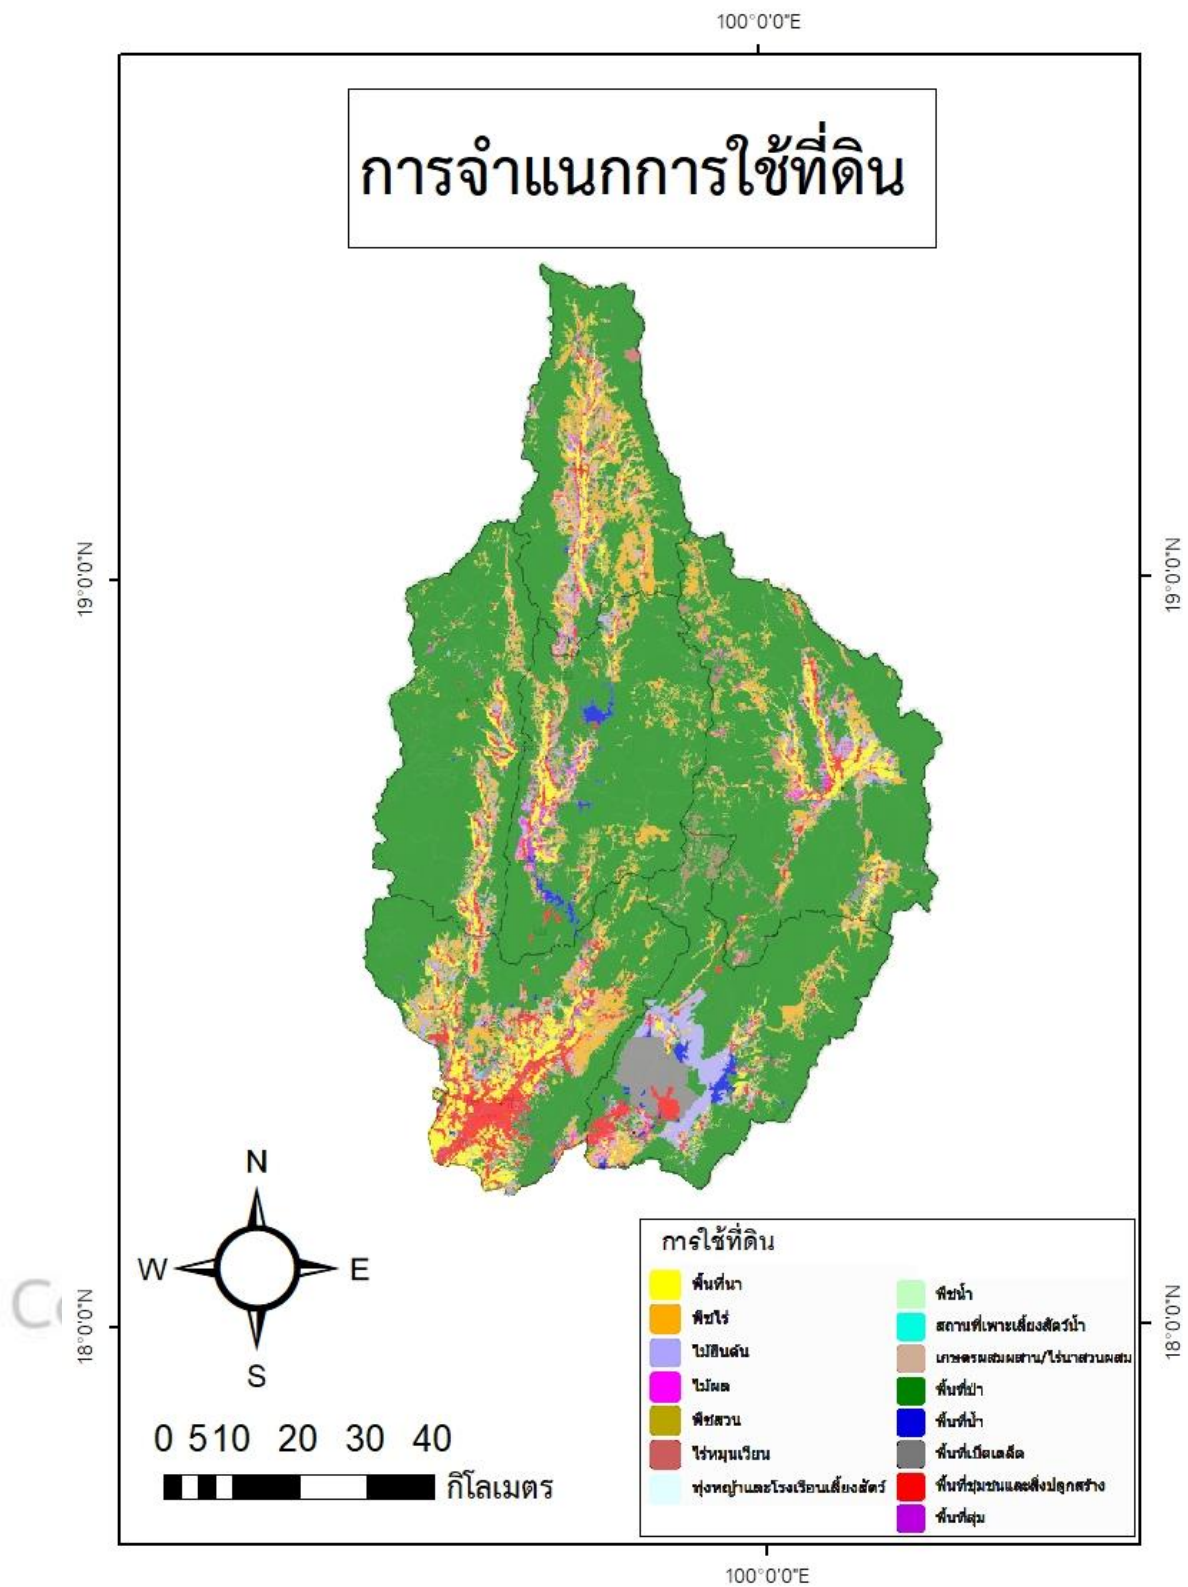 100°0'0"E
การจำแนกการใช้ที่ดิน
19°0'0"N
19°0'0"N
18°0'0"N
18°0'0"N
N
W
E
S
0 5 10 20 30 40
กิโลเมตร
การใช้ที่ดิน
พื้นที่นา
พืชไร่
ไม้ยืนต้น
ไม้ผล
พืชสวน
ไร่หมุนเวียน
ทุ่งหญ้าและโรงเรือนเลี้ยงสัตว์
พืชน้ำ
สถานที่เพาะเลี้ยงสัตว์น้ำ
เกษตรผสมผสาน/ไร่นาสวนผสม
พื้นที่ป่า
พื้นที่น้ำ
พื้นที่เบ็ดเตล็ด
พื้นที่ชุมชนและสิ่งปลูกสร้าง
พื้นที่ลุ่ม
100°0'0"E